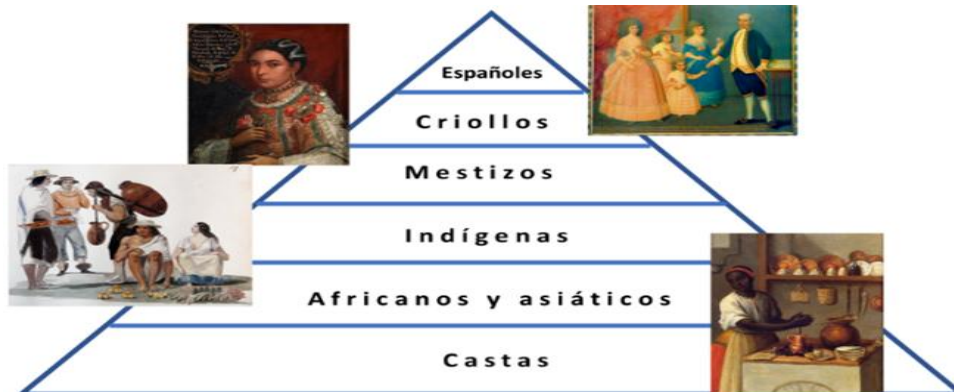 Españoles
Criollos
Mestizos
Indígenas
Africanos y asiáticos
Castas